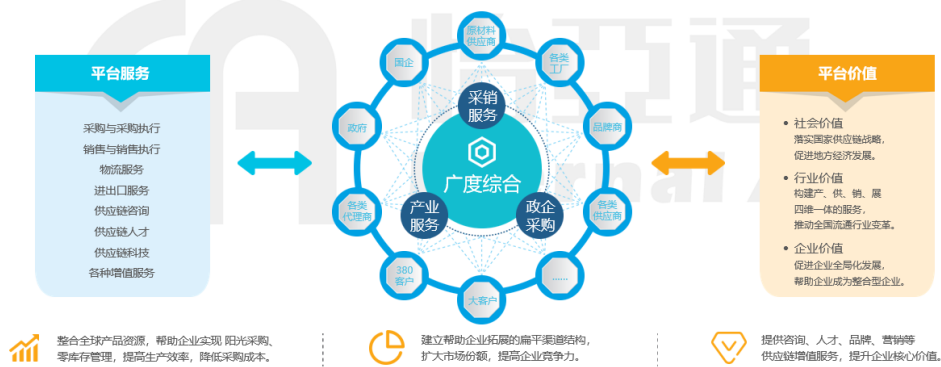 平台服务
采购与采购执行
销售与销售执行
物流服务
进出口服务
供应链咨询
供应链人才
供应链科技
各种增值服务
原材料
供应商
国企
各类
工厂
政府
品牌商
各类
代理商
各类
供应商
380
客户
大客户
......
采销
服务
广度综合
产业
服务
政企
采购
平台价值
• 社会价值
落实国家供应链战略，
促进地方经济发展。
• 行业价值
构建产、供、销、展
四维一体的服务，
推动全国流通行业变革。
• 企业价值
促进企业全局化发展，
帮助企业成为整合型企业。
整合全球产品资源，帮助企业实现 阳光采购、
零库存管理，提高生产效率，降低采购成本。
建立帮助企业拓展的扁平渠道结构，
扩大市场份额，提高企业竞争力。
提供咨询、人才、品牌、营销等
供应链增值服务，提升企业核心价值。
怡亚通